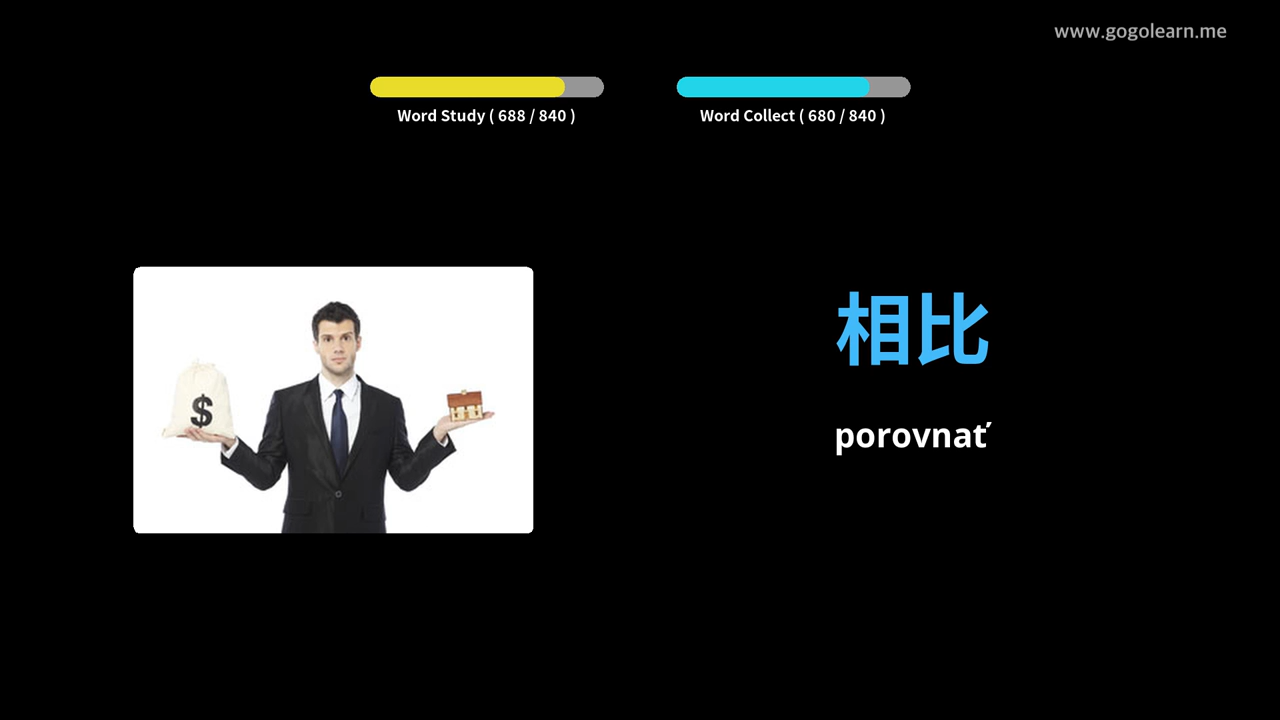 www.gogolearn.me
Word Study ( 688 / 840 )
Word Collect ( 680 / 840 )
相比
$
porovnať